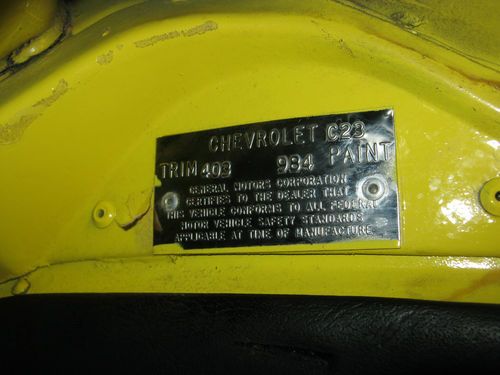 CHEVROLET C23
TRIM 403 984 PAINT
GENERAL MOTORS CORPORATION
CERTIFIES TO THE DEALER THAT
THIS VEHICLE CONFORMS TO ALL FEDERAL
MOTOR VEHICLE SAFETY STANDARDS
APPLICABLE AT TIME OF MANUFACTURE